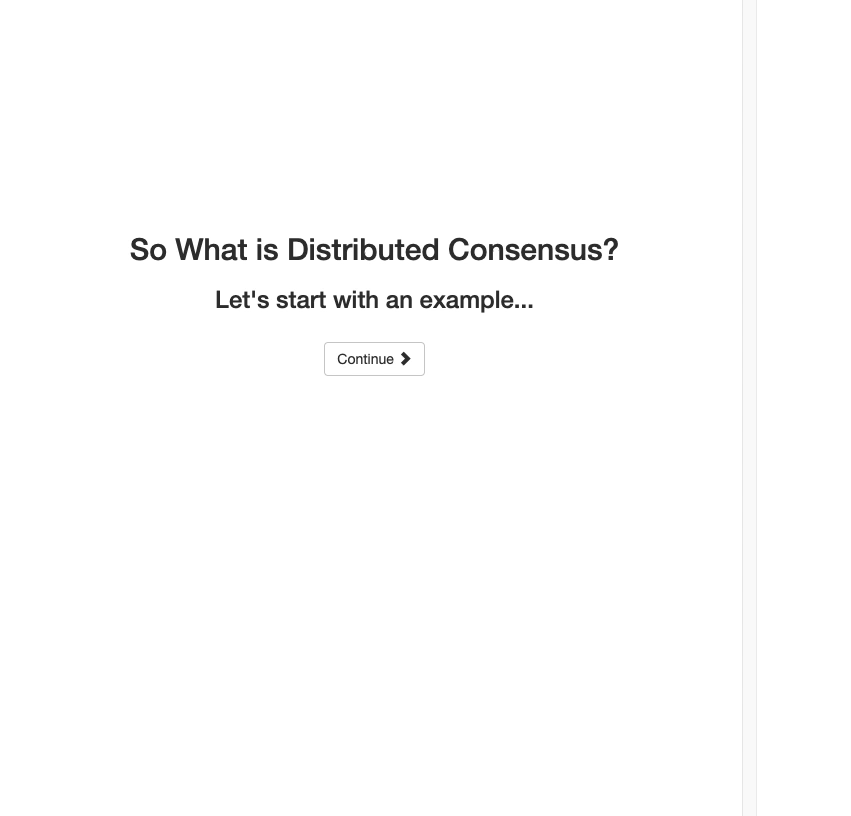 So What is Distributed Consensus?
Let's start with an example...
Continue